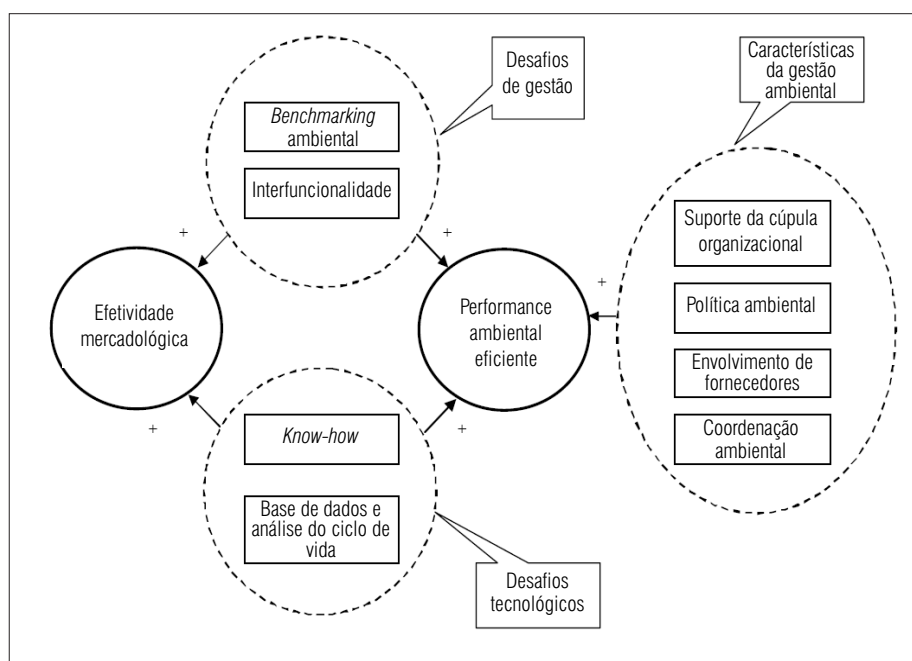 Desafios
de gestão
Características
da gestão
ambiental
Benchmarking
ambiental
Interfuncionalidade
+
+
Suporte da cúpula
organizacional
+
Efetividade
mercadológica
Performance
ambiental
eficiente
Política ambiental
Envolvimento de
fornecedores
Coordenação
ambiental
+
+
Know-how
Base de dados e
análise do ciclo de
vida
Desafios
tecnológicos